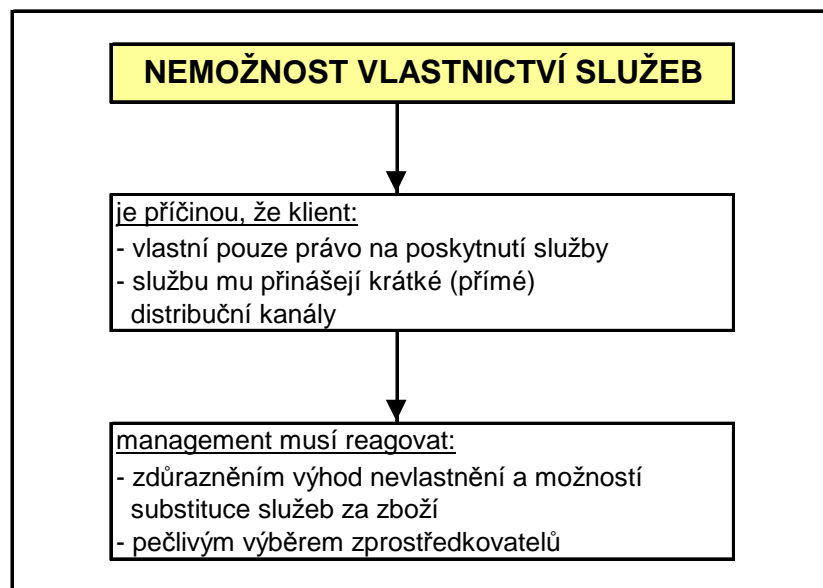 NEMOŽNOST VLASTNICTVÍ SLUŽEB
je příčinou, že klient:
- vlastní pouze právo na poskytnutí služby
- službu mu přinášejí krátké (přímé)
distribuční kanály
management musí reagovat:
- zdůrazněním výhod nevlastnění a možností
substituce služeb za zboží
- pečlivým výběrem zprostředkovatelů